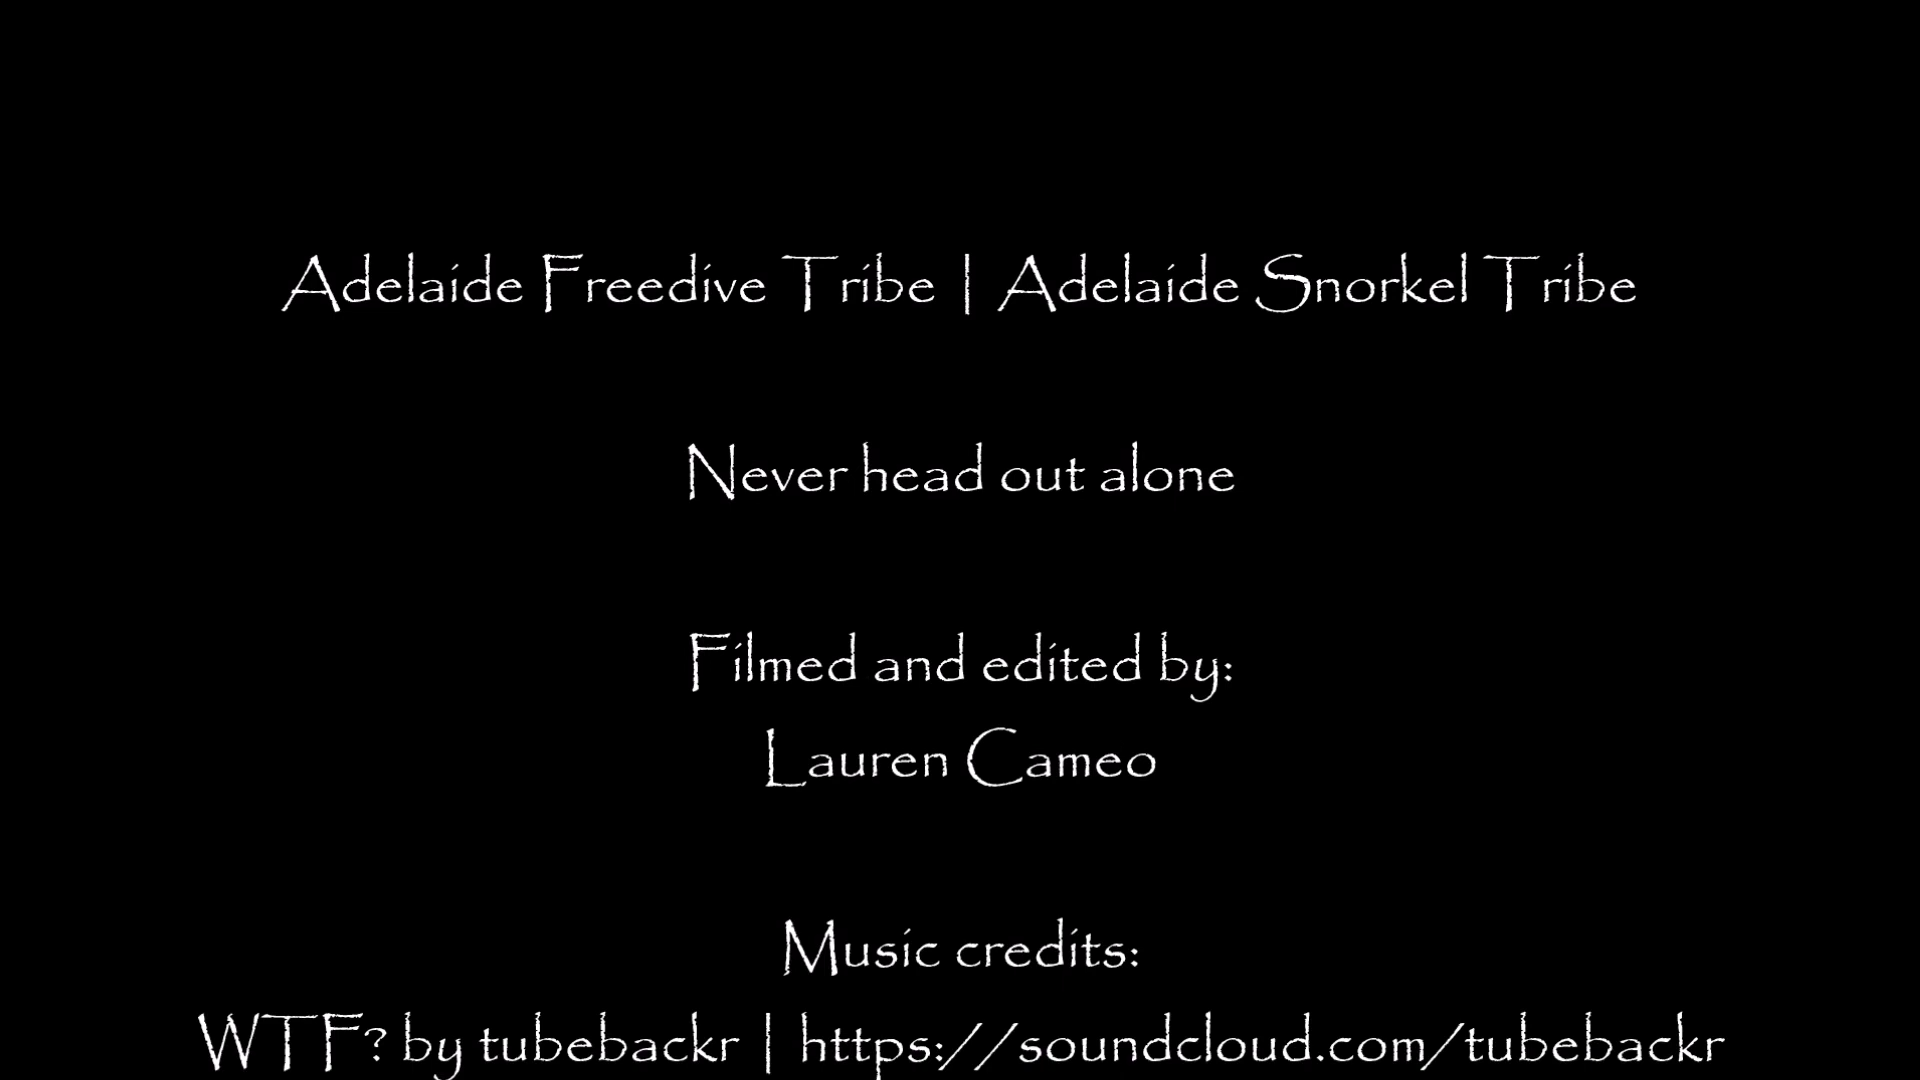 Adelaide Freedive Tribe | Adelaide Snorkel Tribe
Never head out alone
Filmed and edited by:
Lauren Cameo
Music credits:
WTF? by tubebackr | https://soundcloud.com/tubebackr